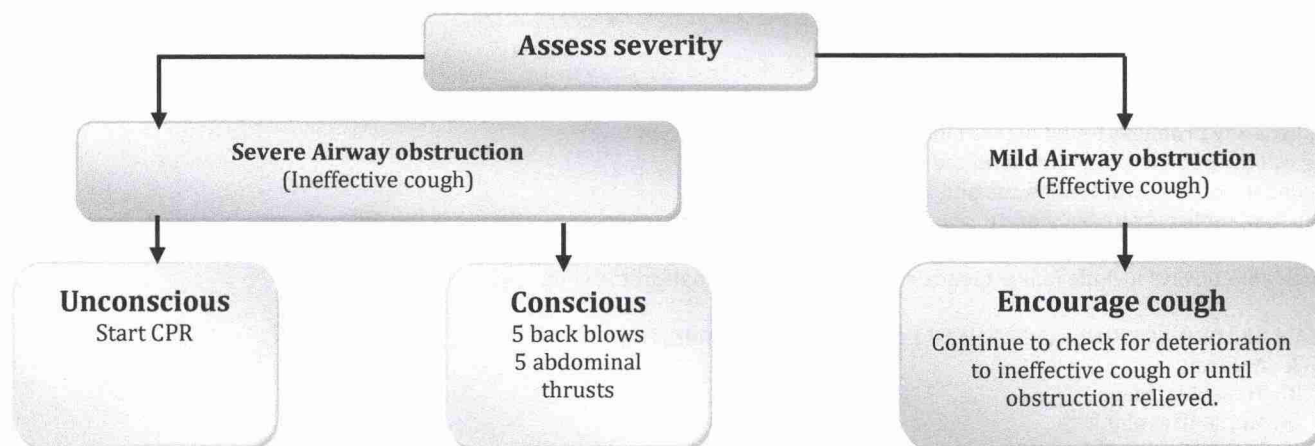 Assess severity
Severe Airway obstruction
(Ineffective cough)
Mild Airway obstruction
(Effective cough)
Unconscious
Start CPR
Conscious
5 back blows
5 abdominal
thrusts
Encourage cough
Continue to check for deterioration
to ineffective cough or until
obstruction relieved.